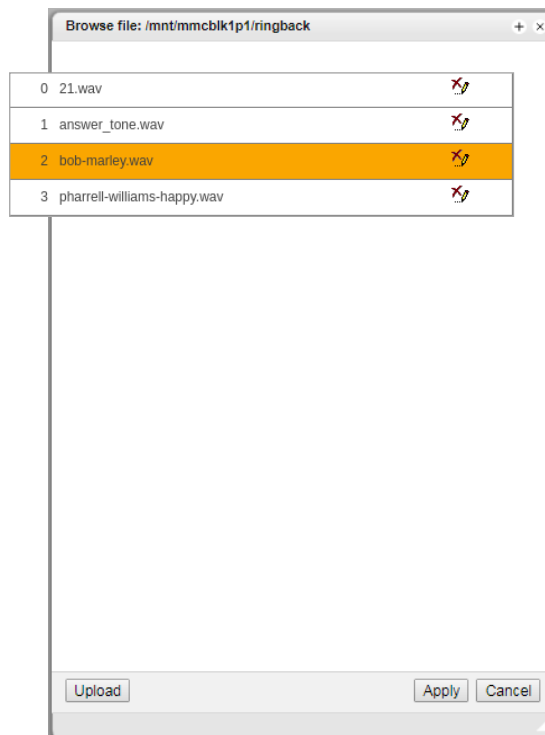 Browse file: /mnt/mmcblk1p1/ringback + ×
0 21.wav
1 answer_tone.wav
2 bob-marley.wav
3 pharrell-williams-happy.wav
Upload Apply Cancel